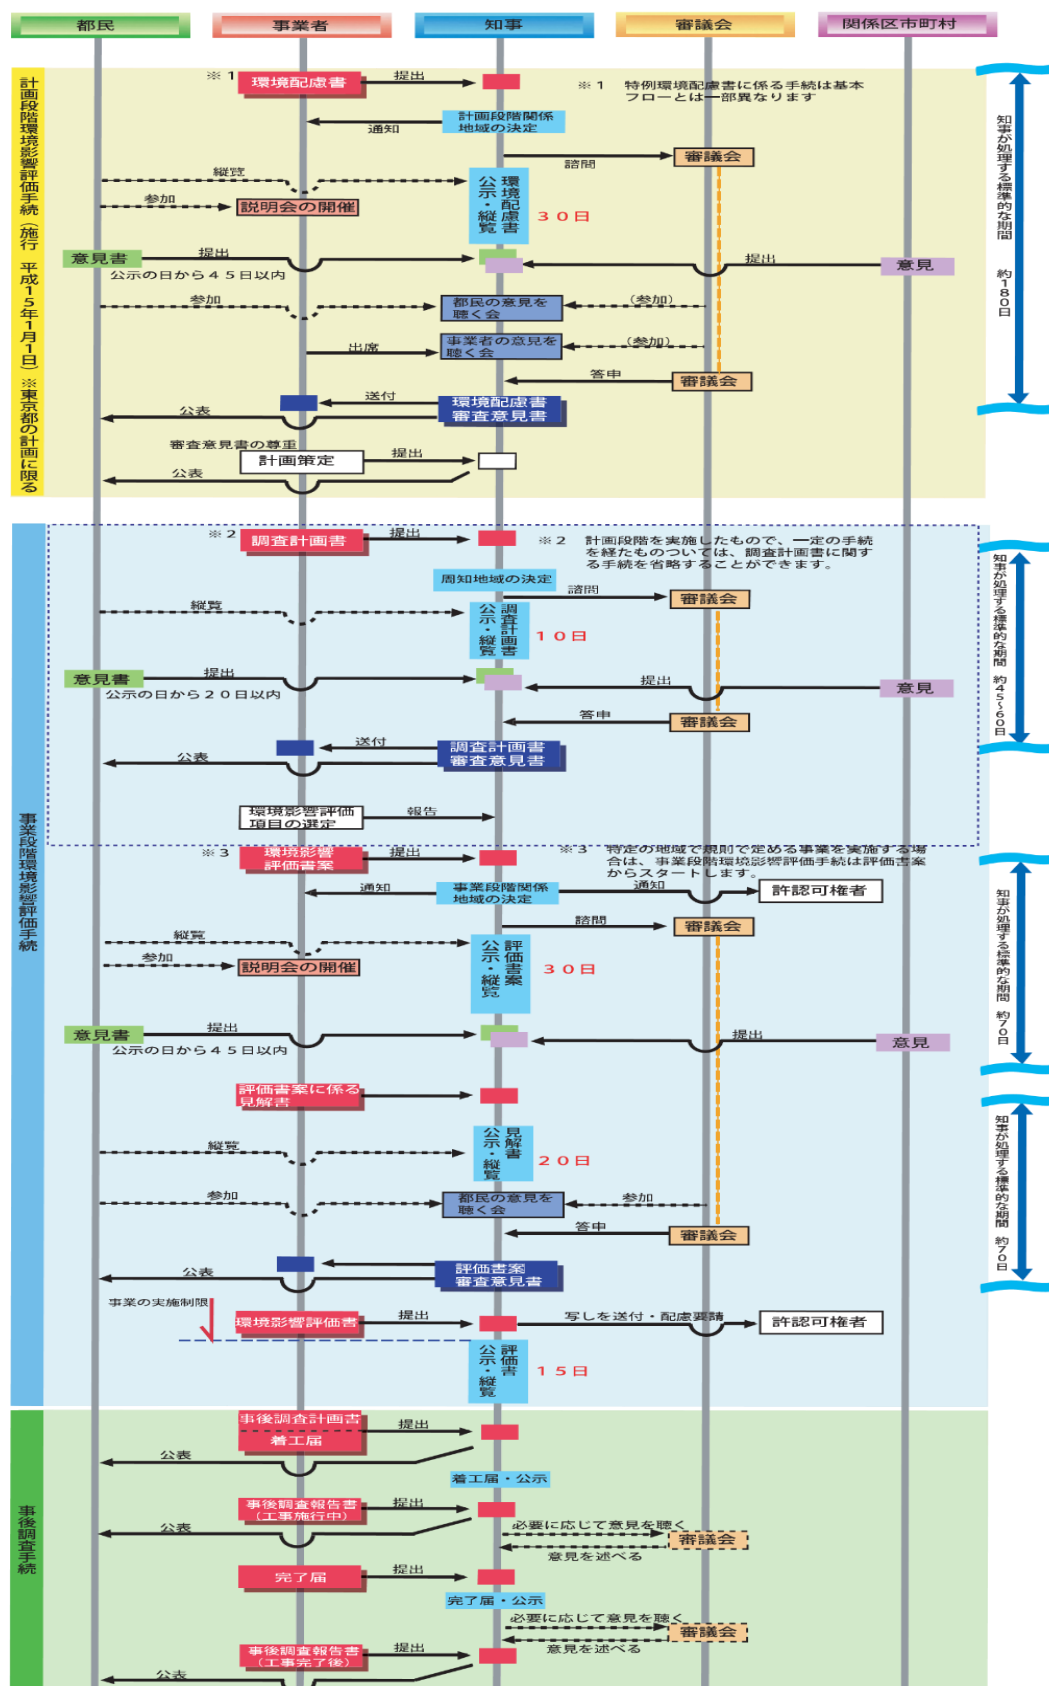 都民
事業者
知事
審議会
関係区市町村
計画段階環境影響評価手続（施行 平成15年1月1日）※東京都の計画に限る
※1
環境配慮書
提出
※1 特例環境配慮書に係る手続は基本
フローとは一部異なります
通知
計画段階関係
地域の決定
諮問
審議会
縦覧
環境配慮書
公示・縦覧
30日
参加
説明会の開催
意見書
提出
公示の日から45日以内
提出
意見
参加
都民の意見を
聴く会
（参加）
出席
事業者の意見を
聴く会
（参加）
答申
審議会
送付
環境配慮書
審査意見書
公表
審査意見書の尊重
計画策定
提出
公表
知事が処理する標準的な期間 約180日
事業段階環境影響評価手続
※2
調査計画書
提出
※2 計画段階を実施したもので、一定の手続
を経たものついては、調査計画書に関す
る手続を省略することができます。
周知地域の決定
諮問
審議会
縦覧
調査計画書
公示・縦覧
10日
意見書
提出
公示の日から20日以内
提出
意見
答申
審議会
送付
調査計画書
審査意見書
公表
環境影響評価
項目の選定
報告
知事が処理する標準的な期間 約45〜60日
※3
環境影響
評価書案
提出
※3 特定の地域で規則で定める事業を実施する場
合は、事業段階環境影響評価手続は評価書案
からスタートします。
通知
事業段階関係
地域の決定
通知
許認可権者
諮問
審議会
縦覧
評価書案
公示・縦覧
30日
参加
説明会の開催
意見書
提出
公示の日から45日以内
提出
意見
知事が処理する標準的な期間 約70日
評価書案に係る
見解書
縦覧
見解書
公示・縦覧
20日
参加
都民の意見を
聴く会
参加
答申
審議会
評価書案
審査意見書
公表
知事が処理する標準的な期間 約70日
事業の実施制限
環境影響評価書
提出
写しを送付・配慮要請
許認可権者
評価書
公示・縦覧
15日
事後調査手続
事後調査計画書
着工届
提出
公表
着工届・公示
事後調査報告書
（工事施行中）
提出
公表
必要に応じて意見を聴く
審議会
意見を述べる
完了届
提出
完了届・公示
必要に応じて意見を聴く
審議会
意見を述べる
事後調査報告書
（工事完了後）
提出
公表